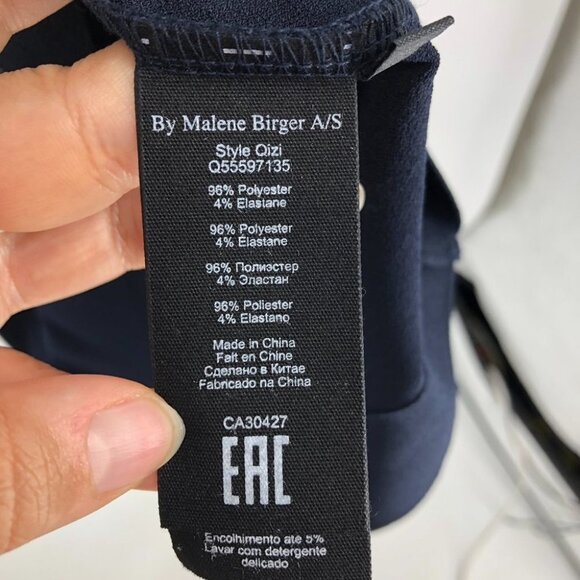 By Malene Birger A/S
Style Qizi
Q55597135
96% Polyester
4% Elastane
96% Polyester
4% Élastane
96% Полиэстер
4% Эластан
96% Poliester
4% Elastano
Made in China
Fait en Chine
Сделано в Китае
Fabricado na China
CA30427
EAC
Encolhimento até 5%
Lavar com detergente
delicado